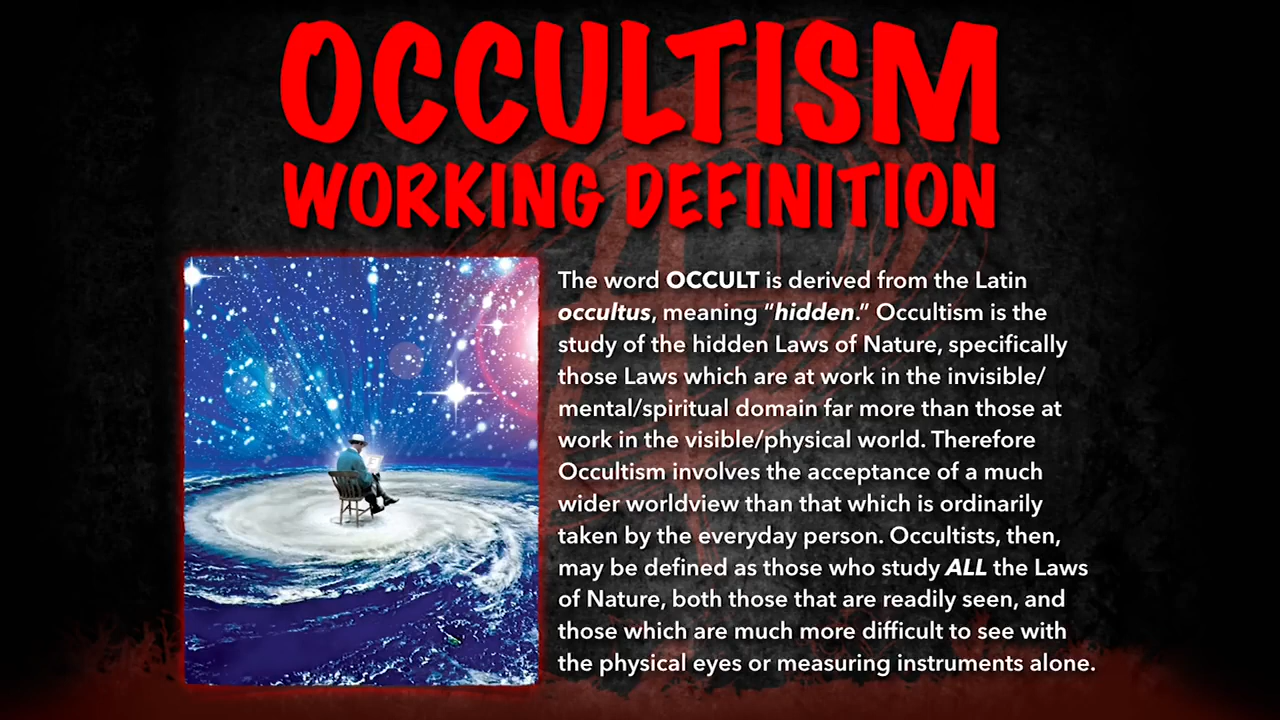 OCCULTISM
WORKING DEFINITION
The word OCCULT is derived from the Latin
occultus, meaning “hidden.” Occultism is the
study of the hidden Laws of Nature, specifically
those Laws which are at work in the invisible/
mental/spiritual domain far more than those at
work in the visible/physical world. Therefore
Occultism involves the acceptance of a much
wider worldview than that which is ordinarily
taken by the everyday person. Occultists, then,
may be defined as those who study ALL the Laws
of Nature, both those that are readily seen, and
those which are much more difficult to see with
the physical eyes or measuring instruments alone.